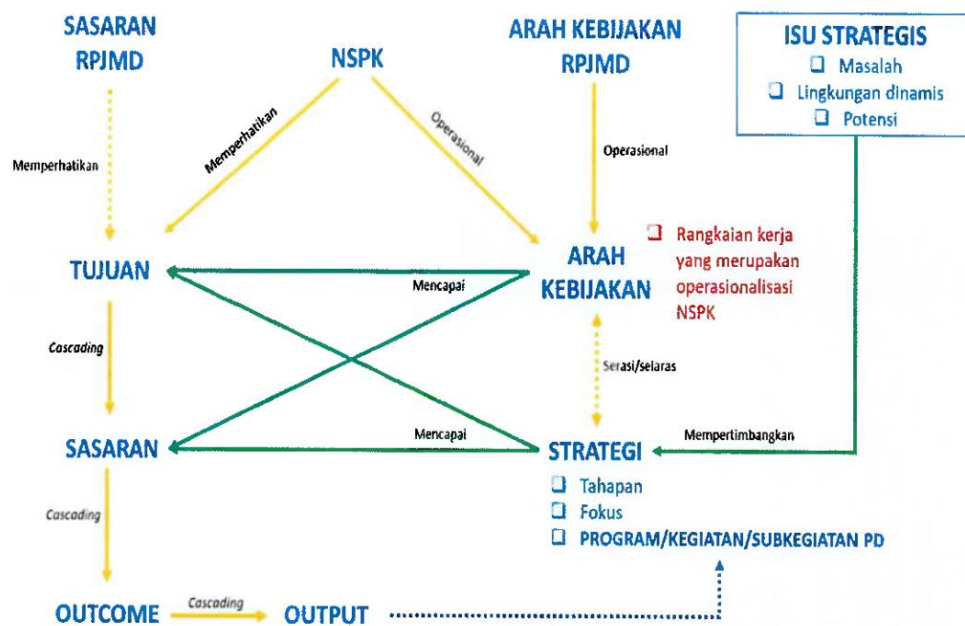 SASARAN
RPJMD
NSPK
ARAH KEBIJAKAN
RPJMD
ISU STRATEGIS
Masalah
Lingkungan dinamis
Potensi
Memperhatikan
Memperhatikan
Operasional
Operasional
TUJUAN
Mencapai
ARAH
KEBIJAKAN
Rangkaian kerja
yang merupakan
operasionalisasi
NSPK
Cascading
Serasi/selaras
SASARAN
Mencapai
STRATEGI
Mempertimbangkan
Tahapan
Fokus
PROGRAM/KEGIATAN/SUBKEGIATAN PD
Cascading
OUTCOME
Cascading
OUTPUT